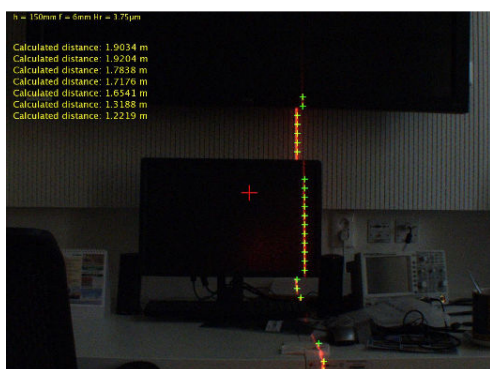 h = 150mm f = 6mm Hr = 3.75μm
Calculated distance: 1.9034 m
Calculated distance: 1.9204 m
Calculated distance: 1.7838 m
Calculated distance: 1.7176 m
Calculated distance: 1.6541 m
Calculated distance: 1.3188 m
Calculated distance: 1.2219 m